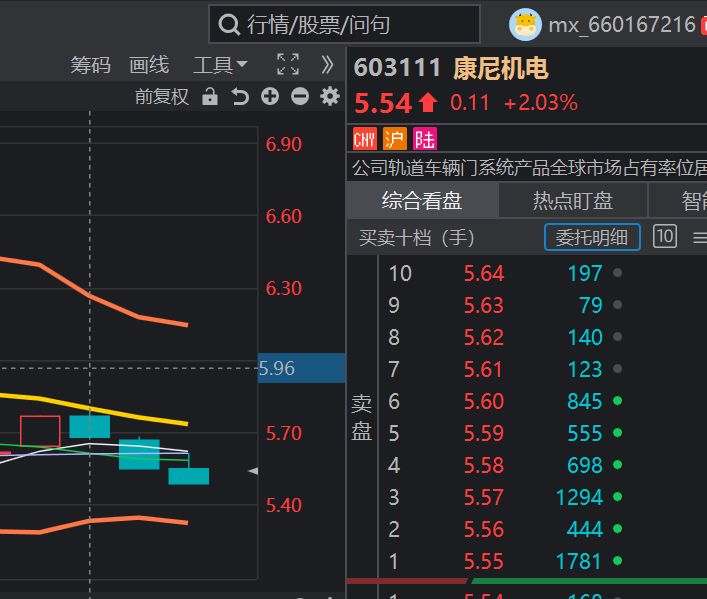 行情/股票/问句
mx_660167216
筹码 画线 工具
前复权
603111 康尼机电
5.54 0.11 +2.03%
CNY 沪 陆
公司轨道车辆门系统产品全球市场占有率位居
综合看盘 热点盯盘 智能
买卖十档（手） 委托明细 10
6.90
6.60
6.30
5.96
5.70
5.40
卖盘
10 5.64 197
9 5.63 79
8 5.62 140
7 5.61 123
6 5.60 845
5 5.59 555
4 5.58 698
3 5.57 1294
2 5.56 444
1 5.55 1781
1 5.54 160